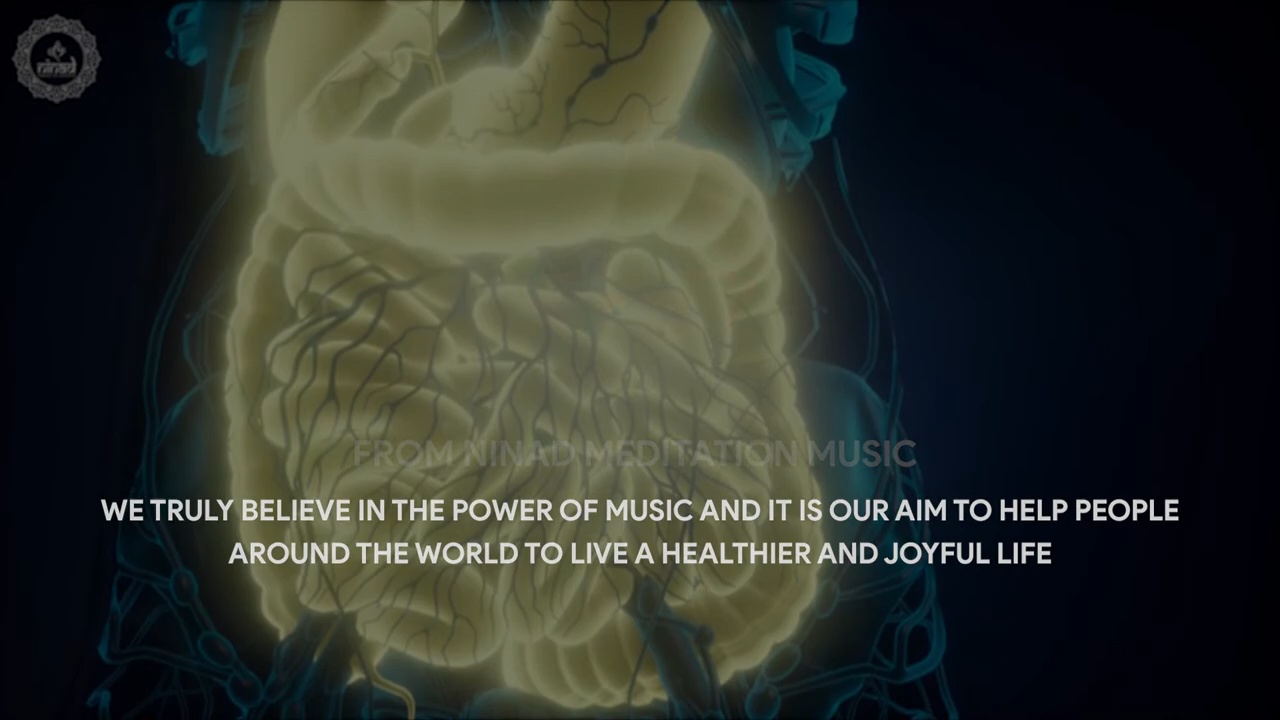 ninad
FROM NINAD MEDITATION MUSIC
WE TRULY BELIEVE IN THE POWER OF MUSIC AND IT IS OUR AIM TO HELP PEOPLE
AROUND THE WORLD TO LIVE A HEALTHIER AND JOYFUL LIFE